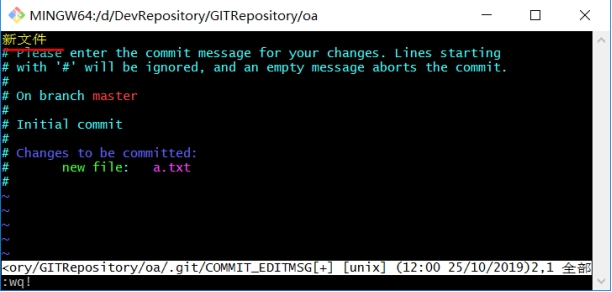 MINGW64:/d/DevRepository/GITRepository/oa
新文件
# Please enter the commit message for your changes. Lines starting
# with '#' will be ignored, and an empty message aborts the commit.
#
# On branch master
#
# Initial commit
#
# Changes to be committed:
#       new file:   a.txt
#
~
~
~
~
~
<ory/GITRepository/oa/.git/COMMIT_EDITMSG[+] [unix] (12:00 25/10/2019)2,1 全部
:wq!